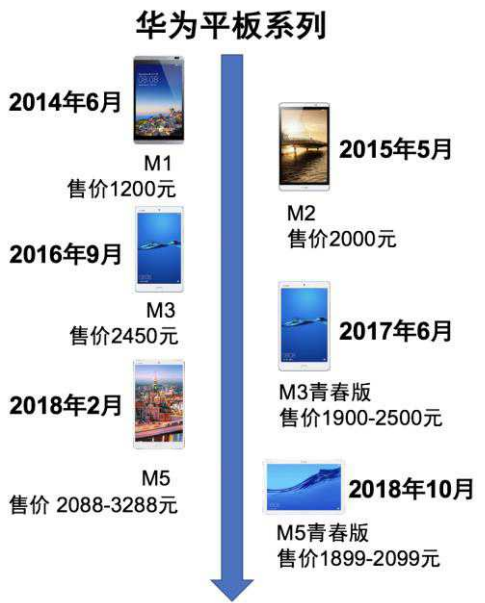 华为平板系列
2014年6月
M1
售价1200元
2015年5月
M2
售价2000元
2016年9月
M3
售价2450元
2017年6月
M3青春版
售价1900-2500元
2018年2月
M5
售价 2088-3288元
2018年10月
M5青春版
售价1899-2099元